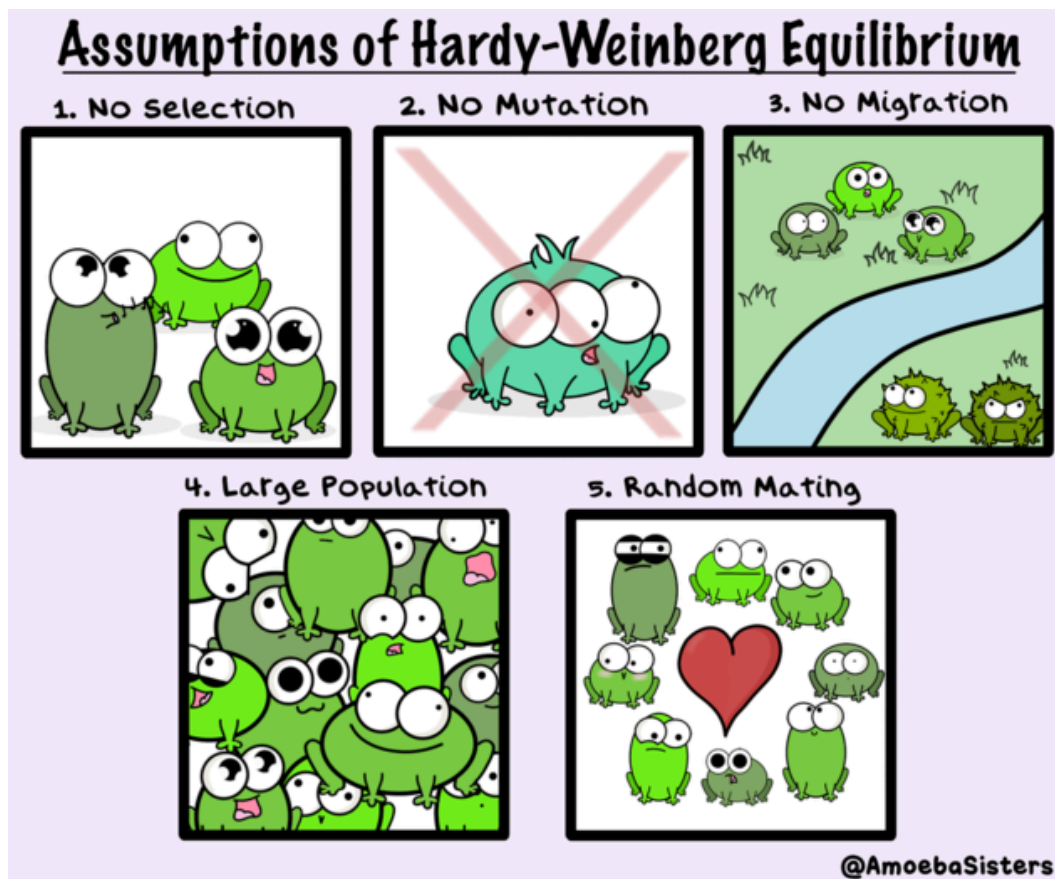 Assumptions of Hardy-Weinberg Equilibrium
1. No Selection
2. No Mutation
3. No Migration
4. Large Population
5. Random Mating
@AmoebaSisters